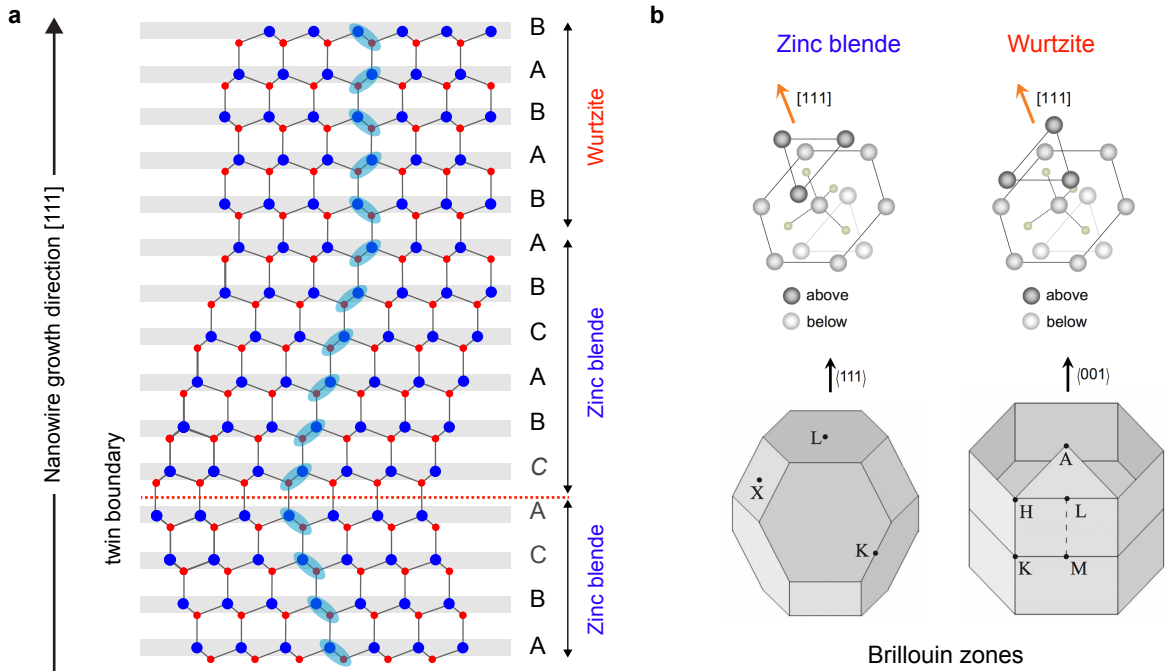 a
Nanowire growth direction [111]
twin boundary
B
A
B
A
B
A
B
C
A
B
C
A
C
B
A
Wurtzite
Zinc blende
Zinc blende
b
Zinc blende
Wurtzite
[111]
[111]
above
below
above
below
⟨111⟩
⟨001⟩
L
X
K
A
H
L
K
M
Brillouin zones